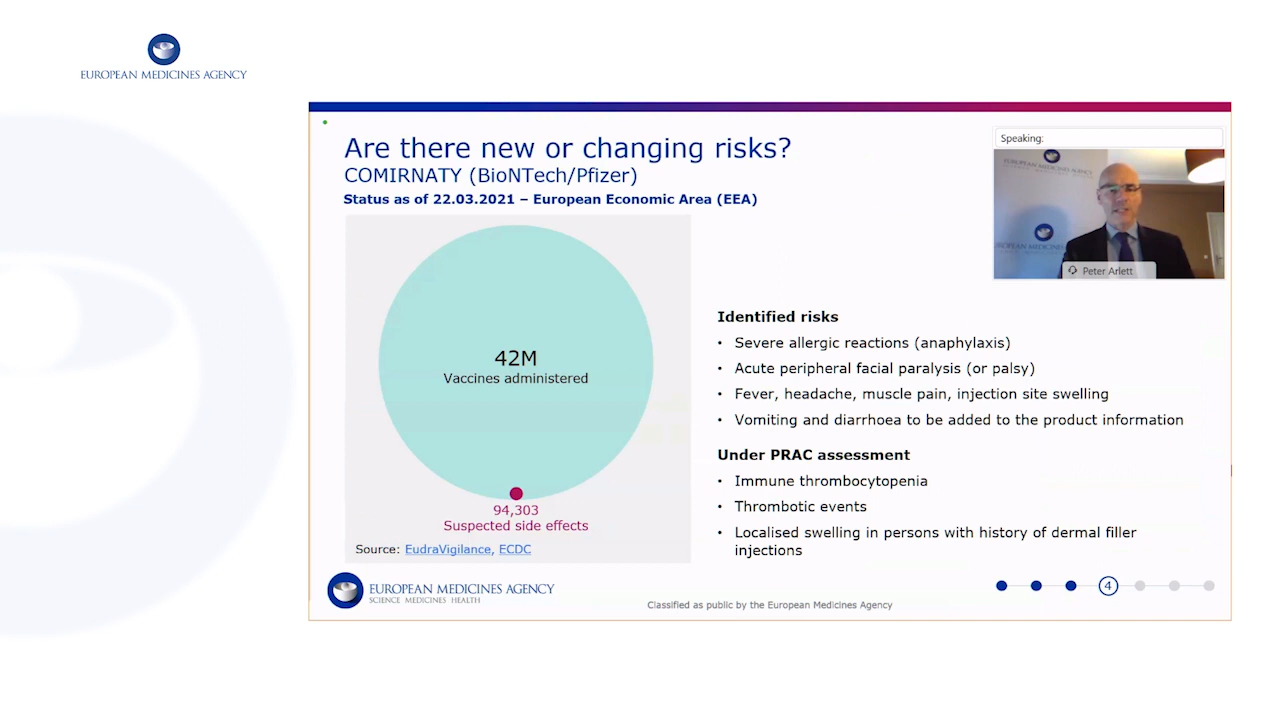 EUROPEAN MEDICINES AGENCY
Are there new or changing risks?
COMIRNATY (BioNTech/Pfizer)
Status as of 22.03.2021 – European Economic Area (EEA)
42M
Vaccines administered
94,303
Suspected side effects
Source: EudraVigilance, ECDC
Speaking:
EUROPEAN MEDICINES AGENCY
EUROPEAN MEDICINES
Peter Arlett
Identified risks
• Severe allergic reactions (anaphylaxis)
• Acute peripheral facial paralysis (or palsy)
• Fever, headache, muscle pain, injection site swelling
• Vomiting and diarrhoea to be added to the product information
Under PRAC assessment
• Immune thrombocytopenia
• Thrombotic events
• Localised swelling in persons with history of dermal filler
injections
EUROPEAN MEDICINES AGENCY
SCIENCE MEDICINES HEALTH
Classified as public by the European Medicines Agency
4